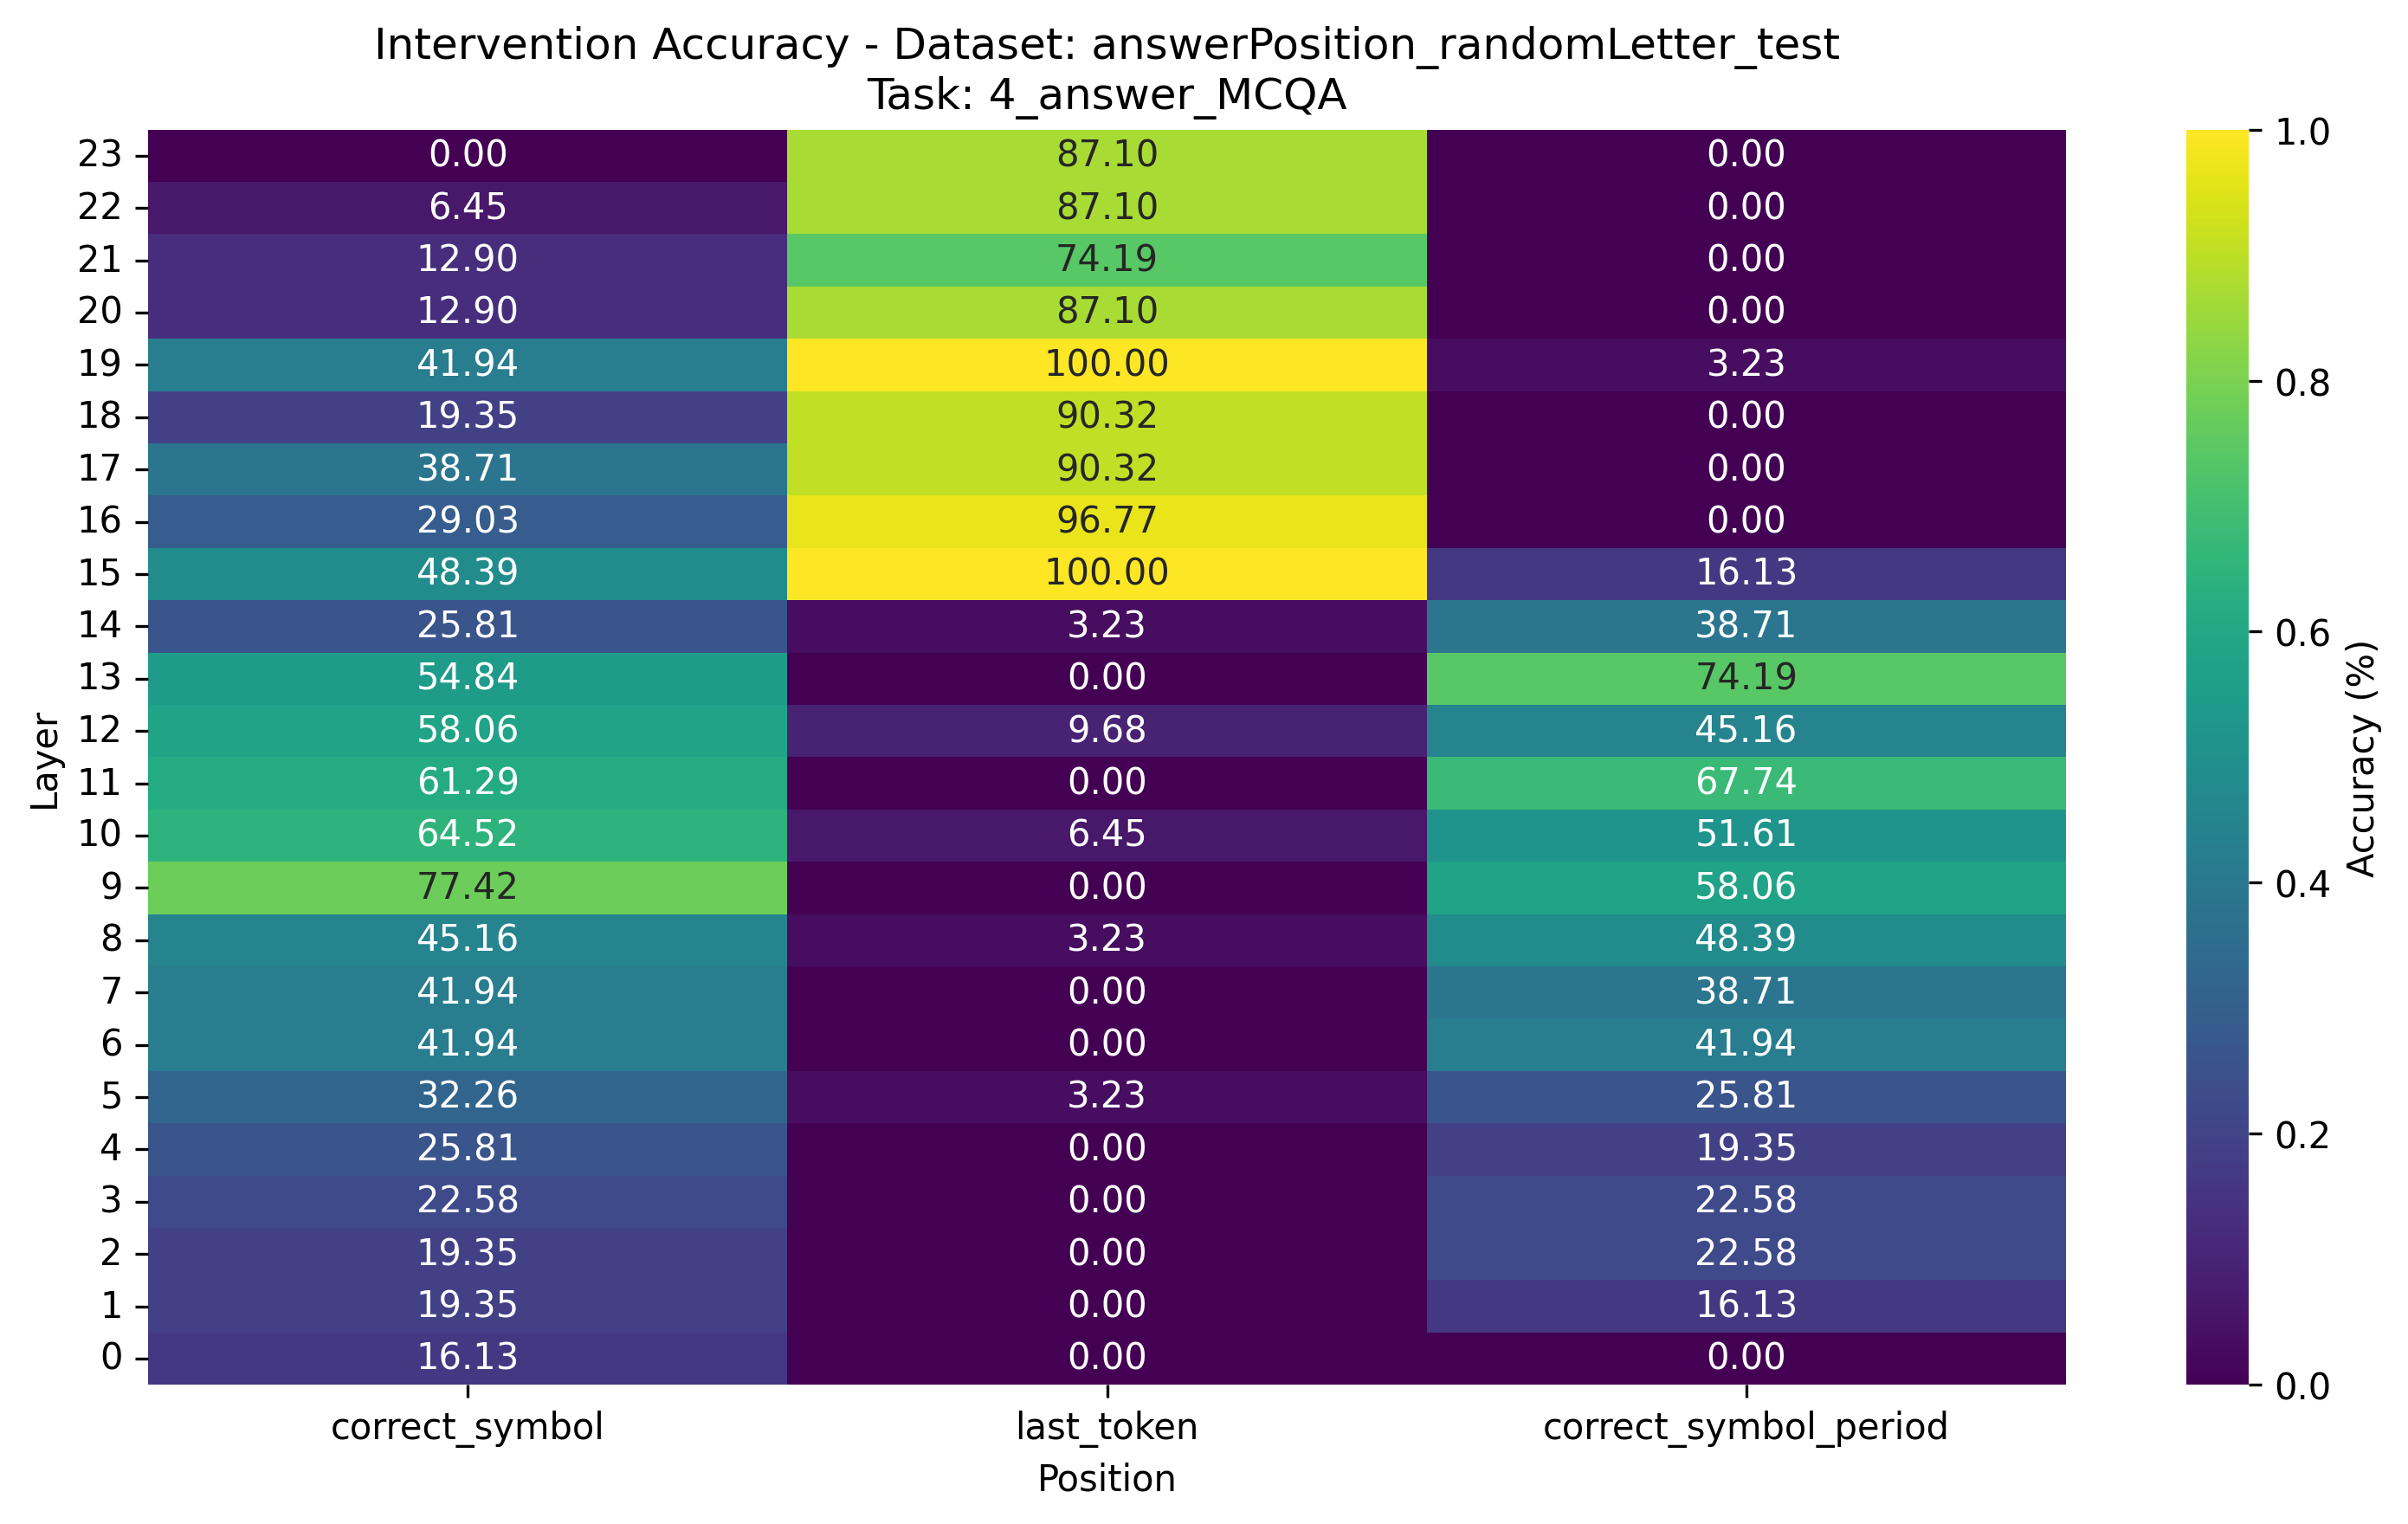 Intervention Accuracy - Dataset: answerPosition_randomLetter_test
Task: 4_answer_MCQA
23 0.00 87.10 0.00
22 6.45 87.10 0.00
21 12.90 74.19 0.00
20 12.90 87.10 0.00
19 41.94 100.00 3.23
18 19.35 90.32 0.00
17 38.71 90.32 0.00
16 29.03 96.77 0.00
15 48.39 100.00 16.13
14 25.81 3.23 38.71
13 54.84 0.00 74.19
12 58.06 9.68 45.16
11 61.29 0.00 67.74
10 64.52 6.45 51.61
9 77.42 0.00 58.06
8 45.16 3.23 48.39
7 41.94 0.00 38.71
6 41.94 0.00 41.94
5 32.26 3.23 25.81
4 25.81 0.00 19.35
3 22.58 0.00 22.58
2 19.35 0.00 22.58
1 19.35 0.00 16.13
0 16.13 0.00 0.00
Layer
correct_symbol last_token correct_symbol_period
Position
1.0
0.8
0.6
0.4
0.2
0.0
Accuracy (%)